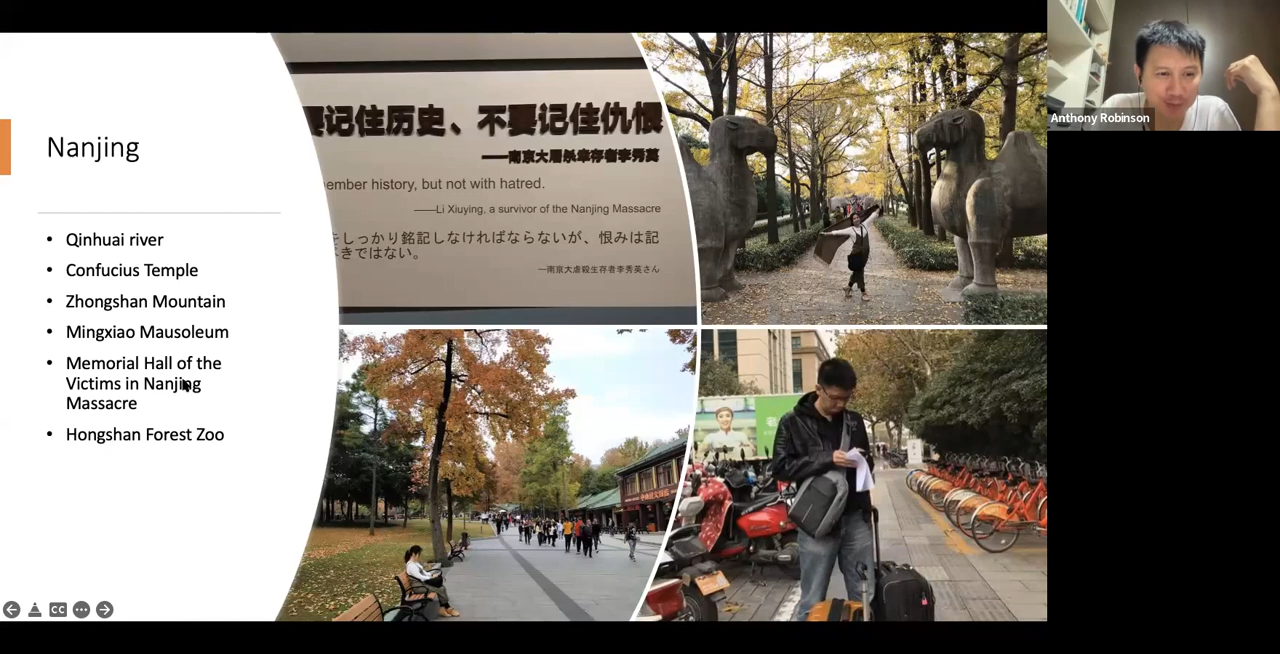 Nanjing
Qinhuai river
Confucius Temple
Zhongshan Mountain
Mingxiao Mausoleum
Memorial Hall of the
Victims in Nanjing
Massacre
Hongshan Forest Zoo
要记住历史、不要记住仇恨
——南京大屠杀幸存者李秀英
ember history, but not with hatred.
——Li Xiuying, a survivor of the Nanjing Massacre
をしっかり銘記しなければならないが、恨みは記
きではない。
—南京大虐殺生存者李秀英さん
Anthony Robinson
CC